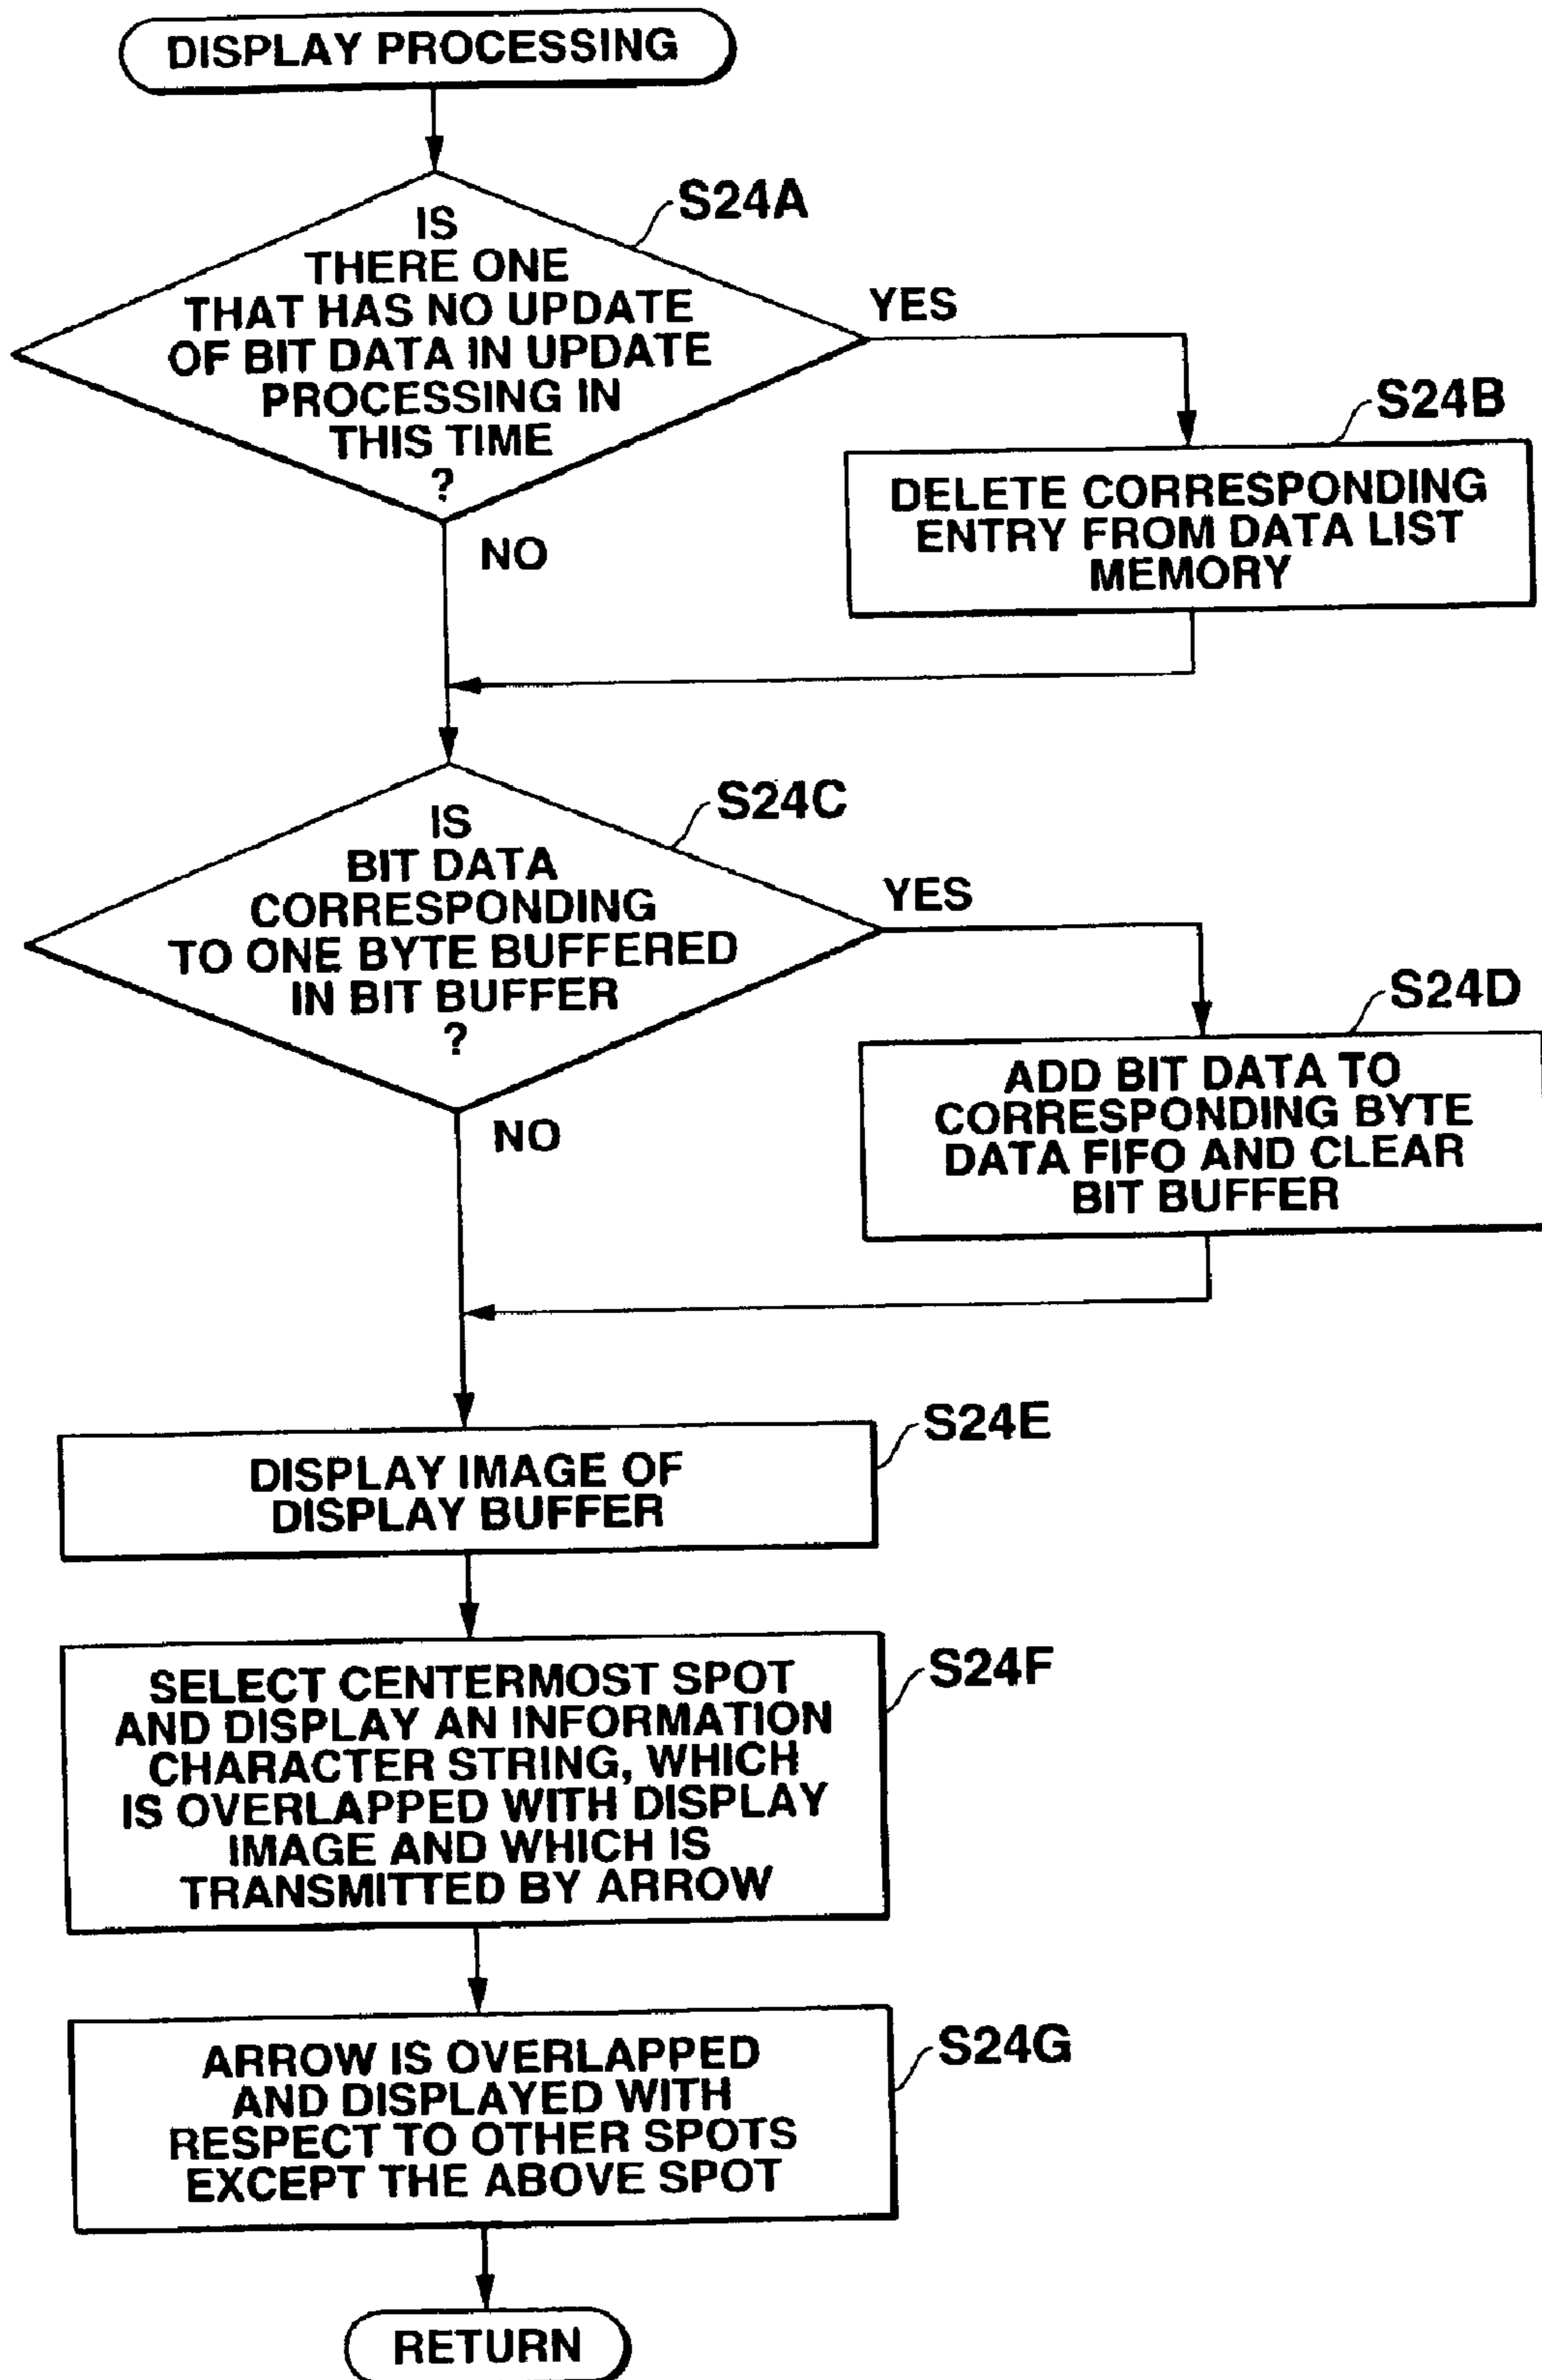 DISPLAY PROCESSING
S24A
IS
THERE ONE
THAT HAS NO UPDATE
OF BIT DATA IN UPDATE
PROCESSING IN
THIS TIME
?
YES
NO
S24B
DELETE CORRESPONDING
ENTRY FROM DATA LIST
MEMORY
S24C
IS
BIT DATA
CORRESPONDING
TO ONE BYTE BUFFERED
IN BIT BUFFER
?
YES
NO
S24D
ADD BIT DATA TO
CORRESPONDING BYTE
DATA FIFO AND CLEAR
BIT BUFFER
S24E
DISPLAY IMAGE OF
DISPLAY BUFFER
S24F
SELECT CENTERMOST SPOT
AND DISPLAY AN INFORMATION
CHARACTER STRING, WHICH
IS OVERLAPPED WITH DISPLAY
IMAGE AND WHICH IS
TRANSMITTED BY ARROW
S24G
ARROW IS OVERLAPPED
AND DISPLAYED WITH
RESPECT TO OTHER SPOTS
EXCEPT THE ABOVE SPOT
RETURN